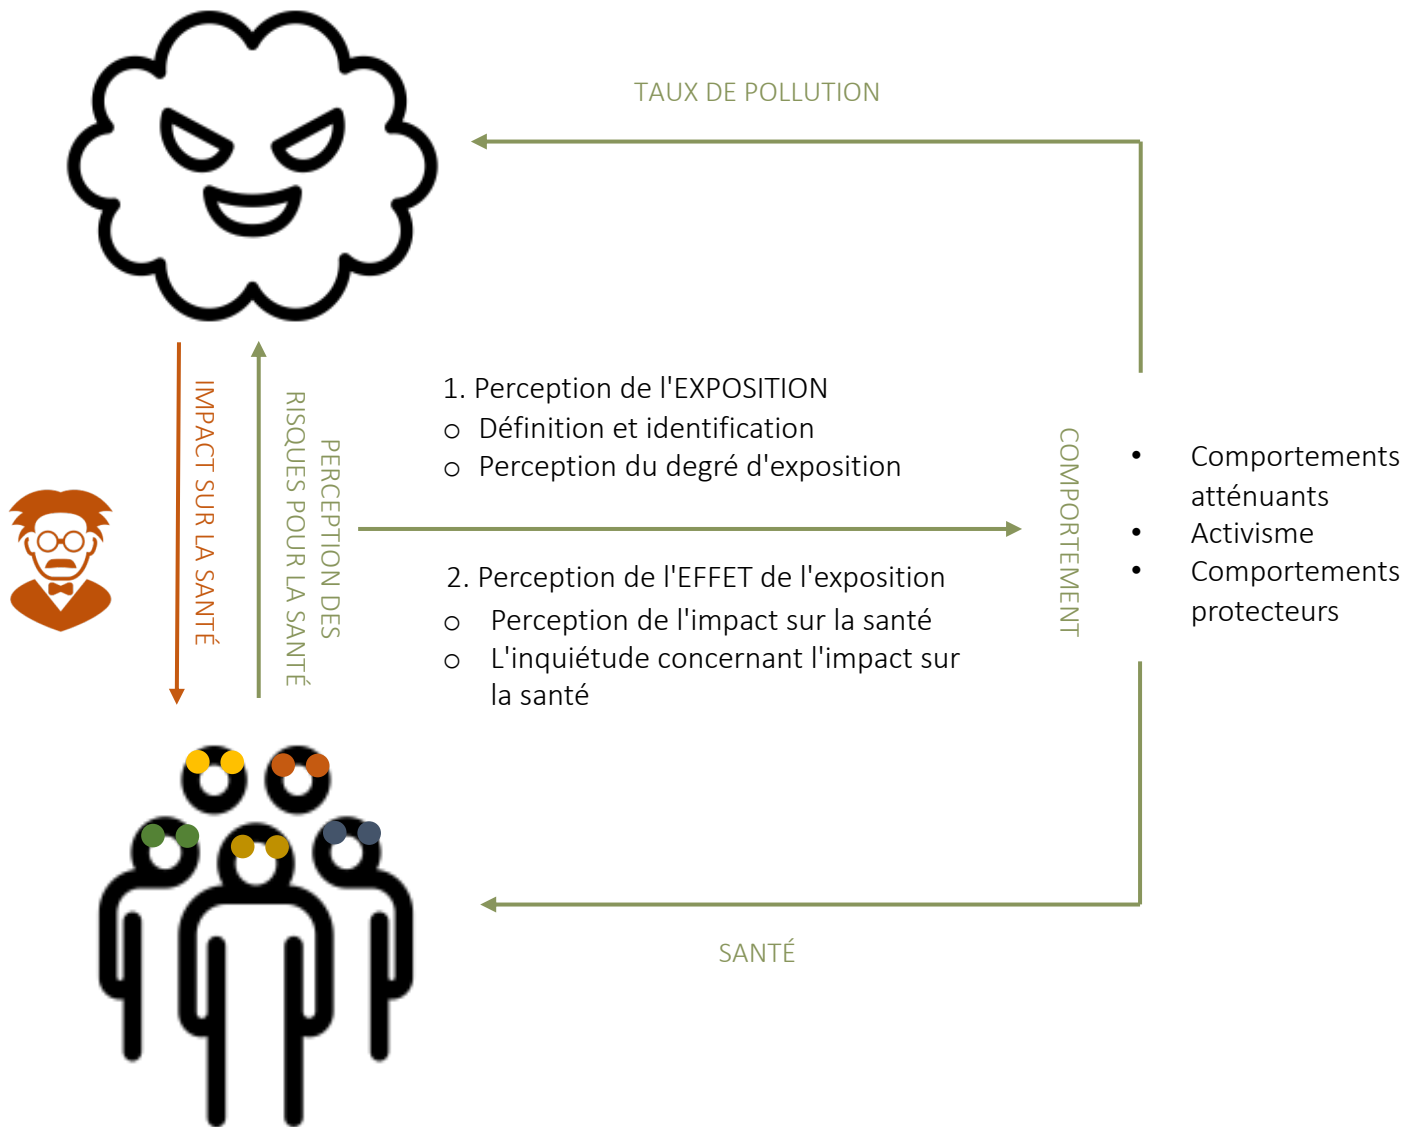 TAUX DE POLLUTION
IMPACT SUR LA SANTÉ
PERCEPTION DES
RISQUES POUR LA SANTÉ
1. Perception de l'EXPOSITION
o Définition et identification
o Perception du degré d'exposition
2. Perception de l'EFFET de l'exposition
o Perception de l'impact sur la santé
o L'inquiétude concernant l'impact sur
la santé
COMPORTEMENT
• Comportements
atténuants
• Activisme
• Comportements
protecteurs
SANTÉ